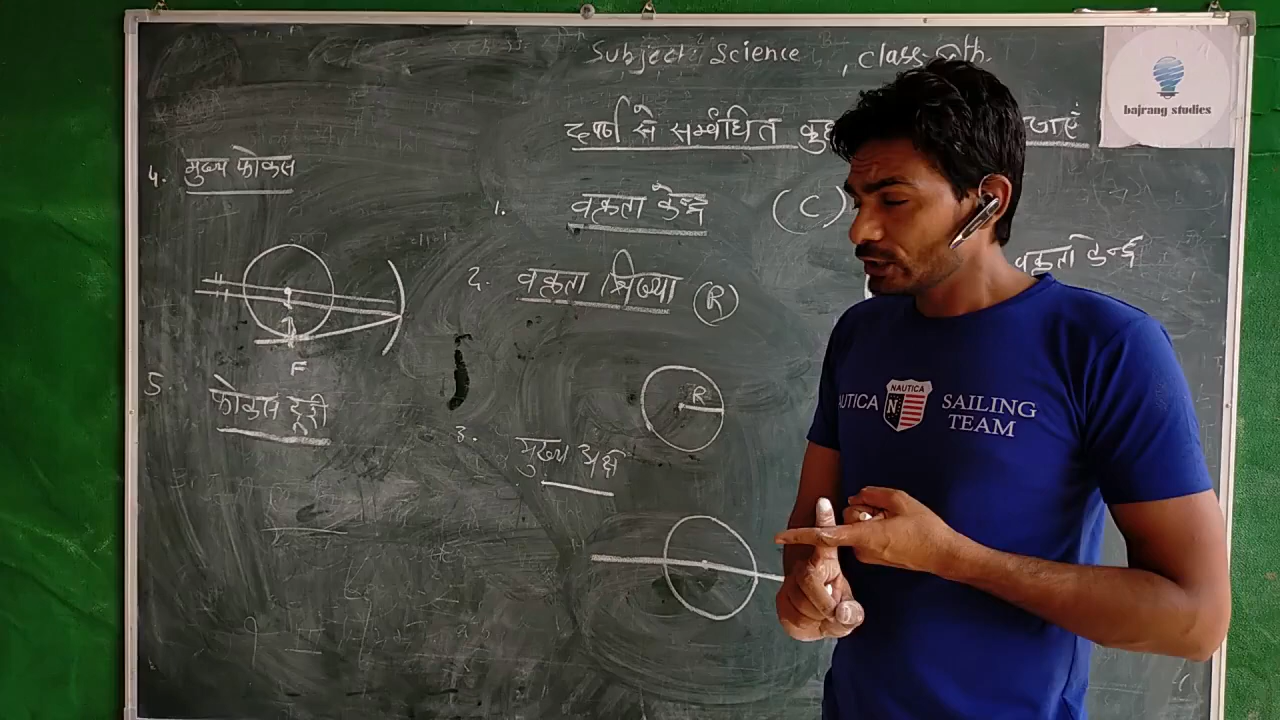 Subject: Science , class
bajrang studies
दर्पण से सम्बंधित कुछ
4. मुख्य फोकस
1. वक्रता केन्द्र (C)
वक्रता केन्द्र
2. वक्रता त्रिज्या (R)
F
R
5. फोकस दूरी
3. मुख्य अक्ष
NAUTICA
UTICA N SAILING
TEAM